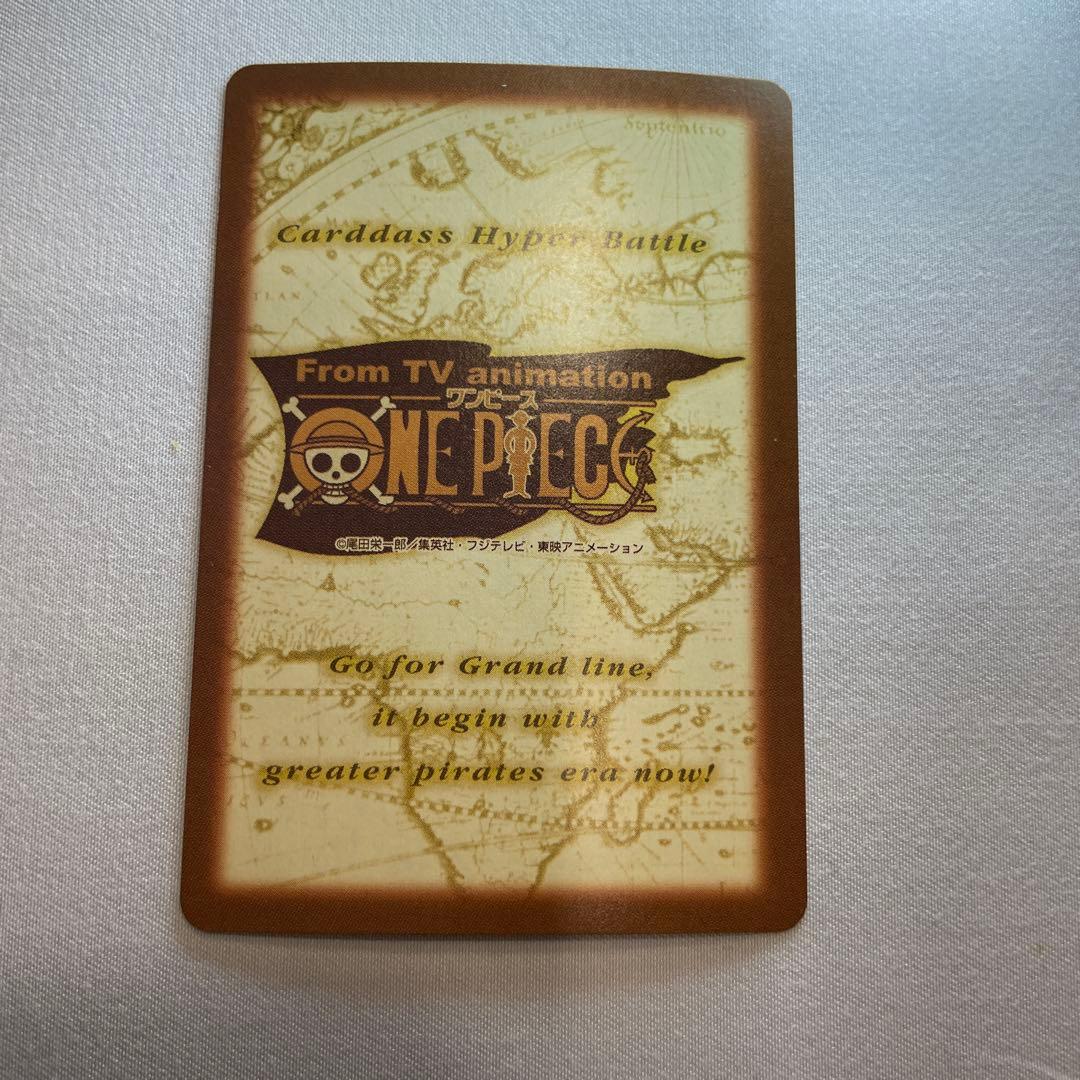 Septentrio
Carddass Hyper Battle
From TV animation
ワンピース
ONE PIECE
©尾田栄一郎／集英社・フジテレビ・東映アニメーション
Go for Grand line,
it begin with
greater pirates era now!